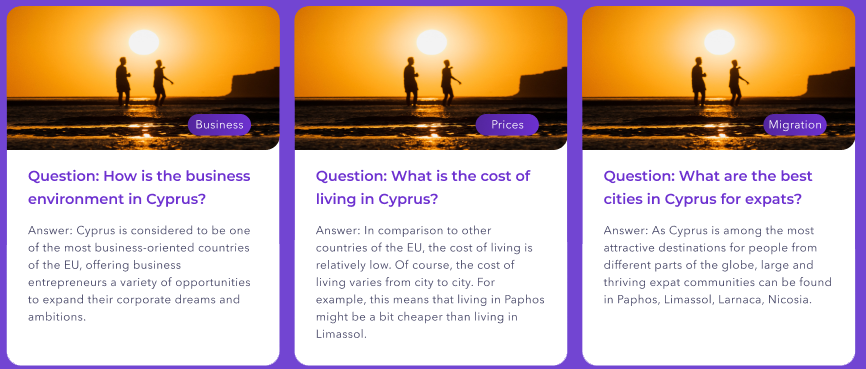 Business
Question: How is the business
environment in Cyprus?
Answer: Cyprus is considered to be one
of the most business-oriented countries
of the EU, offering business
entrepreneurs a variety of opportunities
to expand their corporate dreams and
ambitions.
Prices
Question: What is the cost of
living in Cyprus?
Answer: In comparison to other
countries of the EU, the cost of living is
relatively low. Of course, the cost of
living varies from city to city. For
example, this means that living in Paphos
might be a bit cheaper than living in
Limassol.
Migration
Question: What are the best
cities in Cyprus for expats?
Answer: As Cyprus is among the most
attractive destinations for people from
different parts of the globe, large and
thriving expat communities can be found
in Paphos, Limassol, Larnaca, Nicosia.